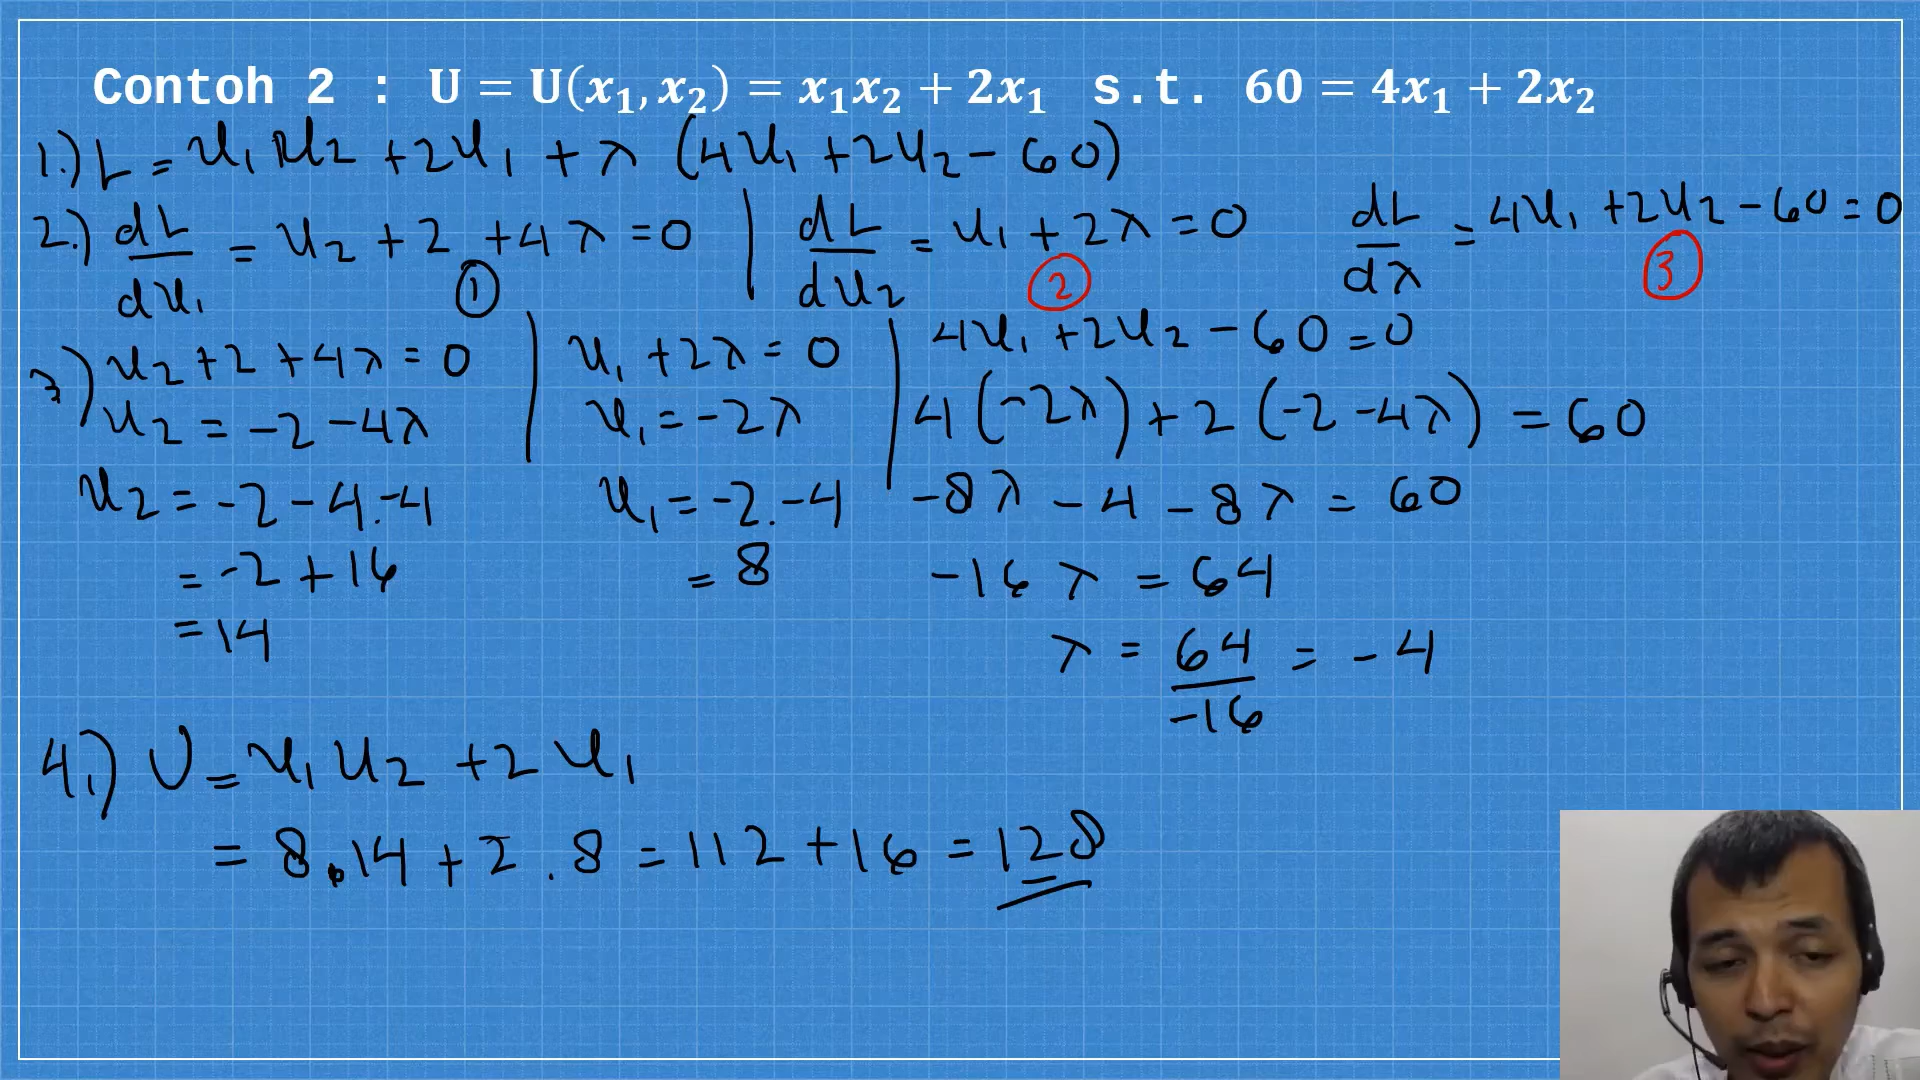 Contoh 2 : U = U(x₁, x₂) = x₁x₂ + 2x₁ s.t. 60 = 4x₁ + 2x₂
1.) L = x₁ x₂ + 2x₁ + λ (4x₁ + 2x₂ - 60)
2.) dL/dx₁ = x₂ + 2 + 4λ = 0 ① | dL/dx₂ = x₁ + 2λ = 0 ② dL/dλ = 4x₁ + 2x₂ - 60 = 0 ③
3) x₂ + 2 + 4λ = 0 | x₁ + 2λ = 0 | 4x₁ + 2x₂ - 60 = 0
x₂ = -2 - 4λ | x₁ = -2λ | 4(-2λ) + 2(-2 - 4λ) = 60
x₂ = -2 - 4.-4 x₁ = -2.-4 -8λ - 4 - 8λ = 60
= -2 + 16 = 8 -16λ = 64
= 14 λ = 64/-16 = -4
4.) U = x₁ x₂ + 2x₁
= 8.14 + 2.8 = 112 + 16 = 128